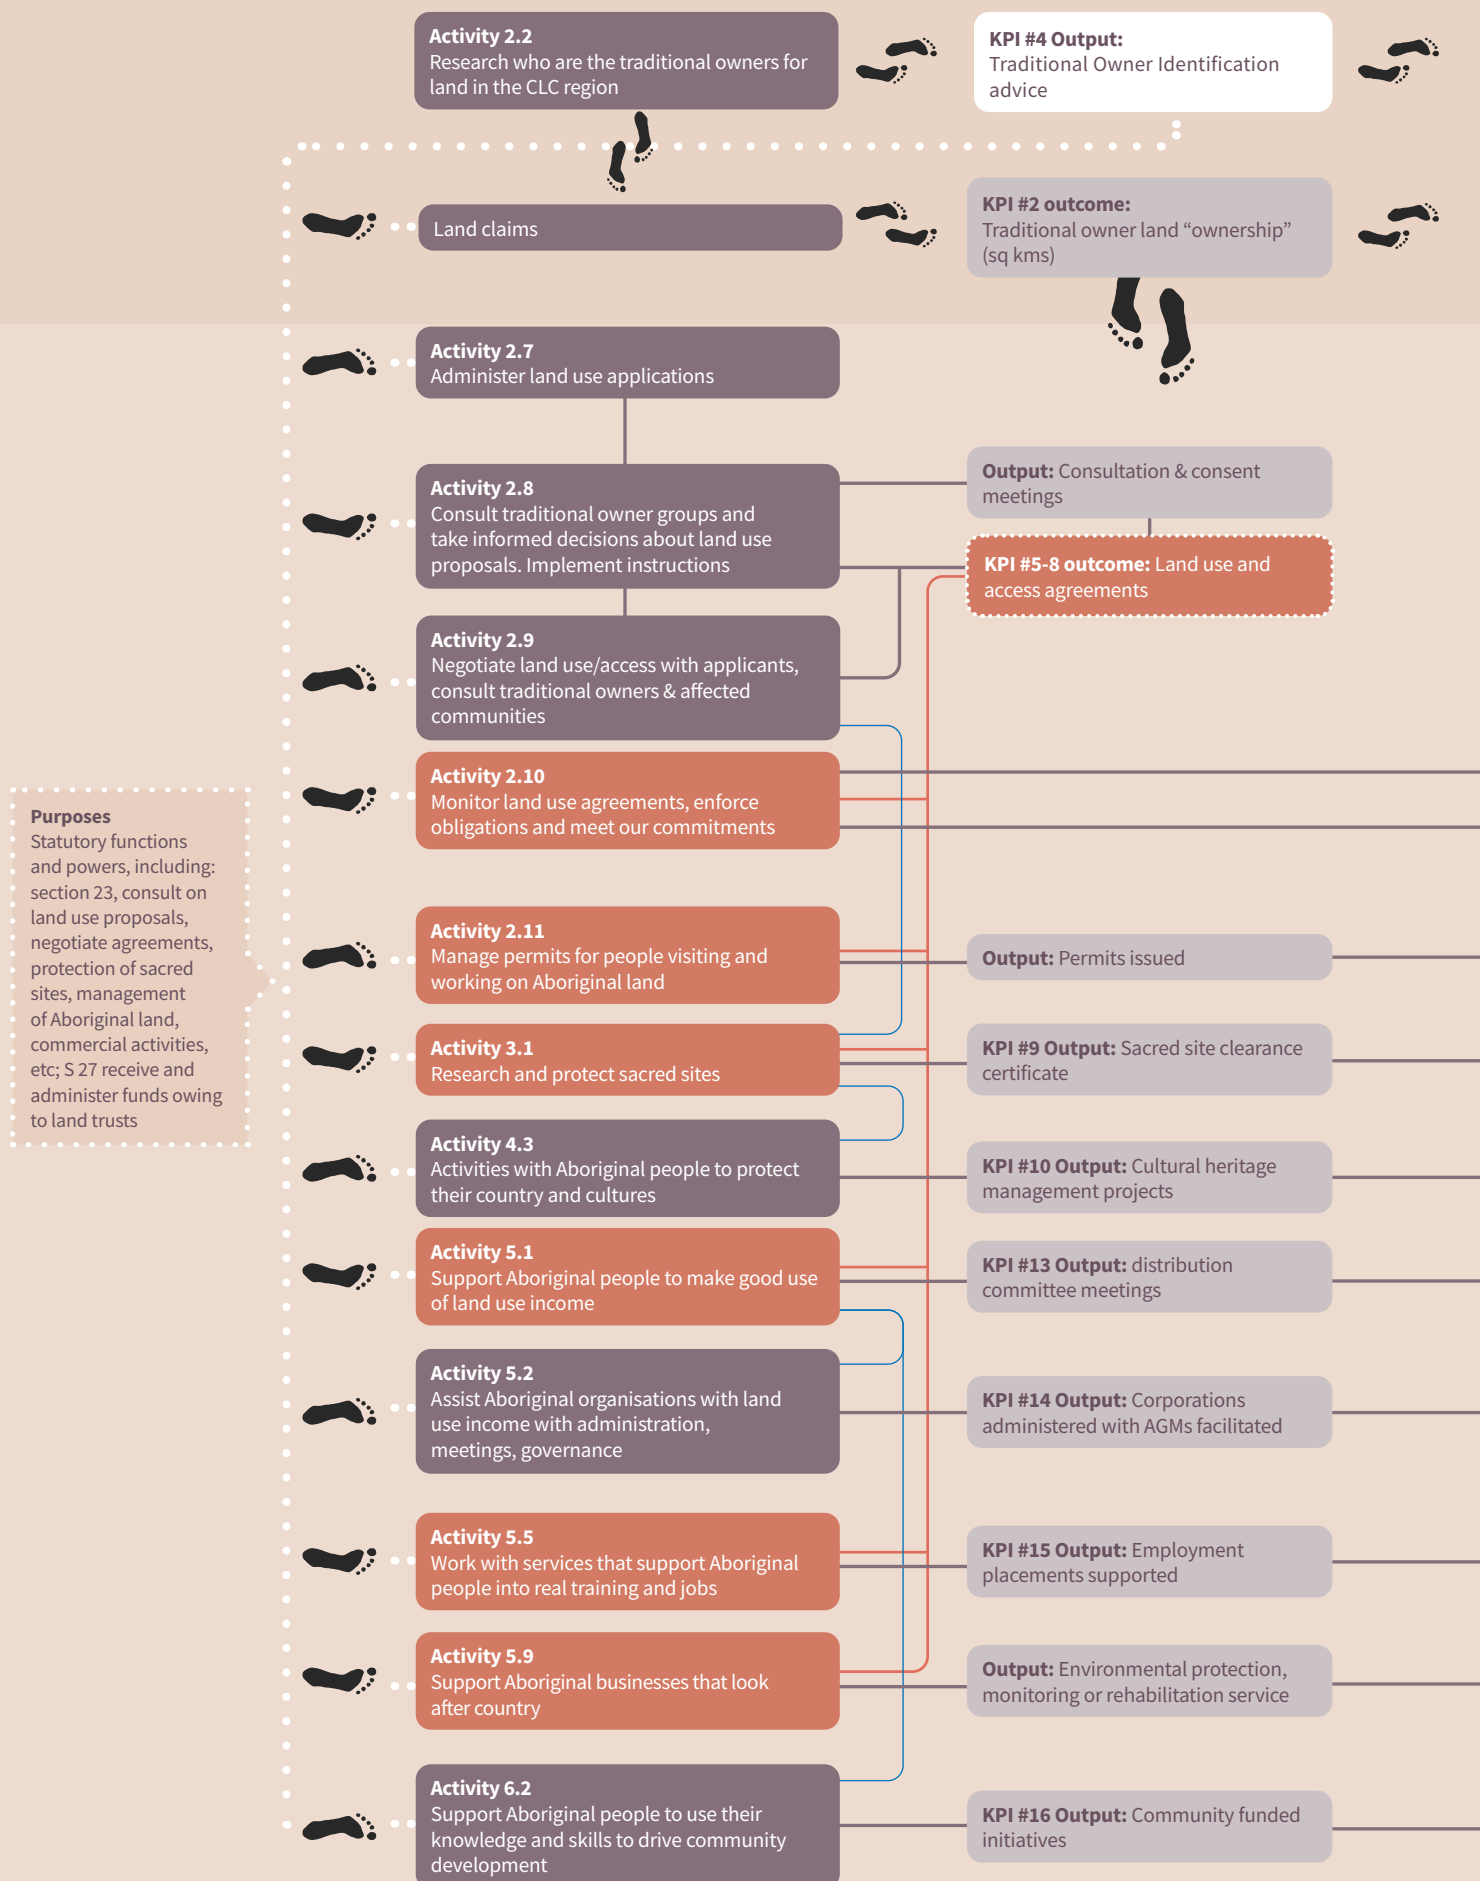 Activity 2.2
Research who are the traditional owners for
land in the CLC region
KPI #4 Output:
Traditional Owner Identification
advice
Land claims
KPI #2 outcome:
Traditional owner land “ownership”
(sq kms)
Activity 2.7
Administer land use applications
Activity 2.8
Consult traditional owner groups and
take informed decisions about land use
proposals. Implement instructions
Output: Consultation & consent
meetings
KPI #5-8 outcome: Land use and
access agreements
Activity 2.9
Negotiate land use/access with applicants,
consult traditional owners & affected
communities
Activity 2.10
Monitor land use agreements, enforce
obligations and meet our commitments
Purposes
Statutory functions
and powers, including:
section 23, consult on
land use proposals,
negotiate agreements,
protection of sacred
sites, management
of Aboriginal land,
commercial activities,
etc; S 27 receive and
administer funds owing
to land trusts
Activity 2.11
Manage permits for people visiting and
working on Aboriginal land
Output: Permits issued
Activity 3.1
Research and protect sacred sites
KPI #9 Output: Sacred site clearance
certificate
Activity 4.3
Activities with Aboriginal people to protect
their country and cultures
KPI #10 Output: Cultural heritage
management projects
Activity 5.1
Support Aboriginal people to make good use
of land use income
KPI #13 Output: distribution
committee meetings
Activity 5.2
Assist Aboriginal organisations with land
use income with administration,
meetings, governance
KPI #14 Output: Corporations
administered with AGMs facilitated
Activity 5.5
Work with services that support Aboriginal
people into real training and jobs
KPI #15 Output: Employment
placements supported
Activity 5.9
Support Aboriginal businesses that look
after country
Output: Environmental protection,
monitoring or rehabilitation service
Activity 6.2
Support Aboriginal people to use their
knowledge and skills to drive community
development
KPI #16 Output: Community funded
initiatives